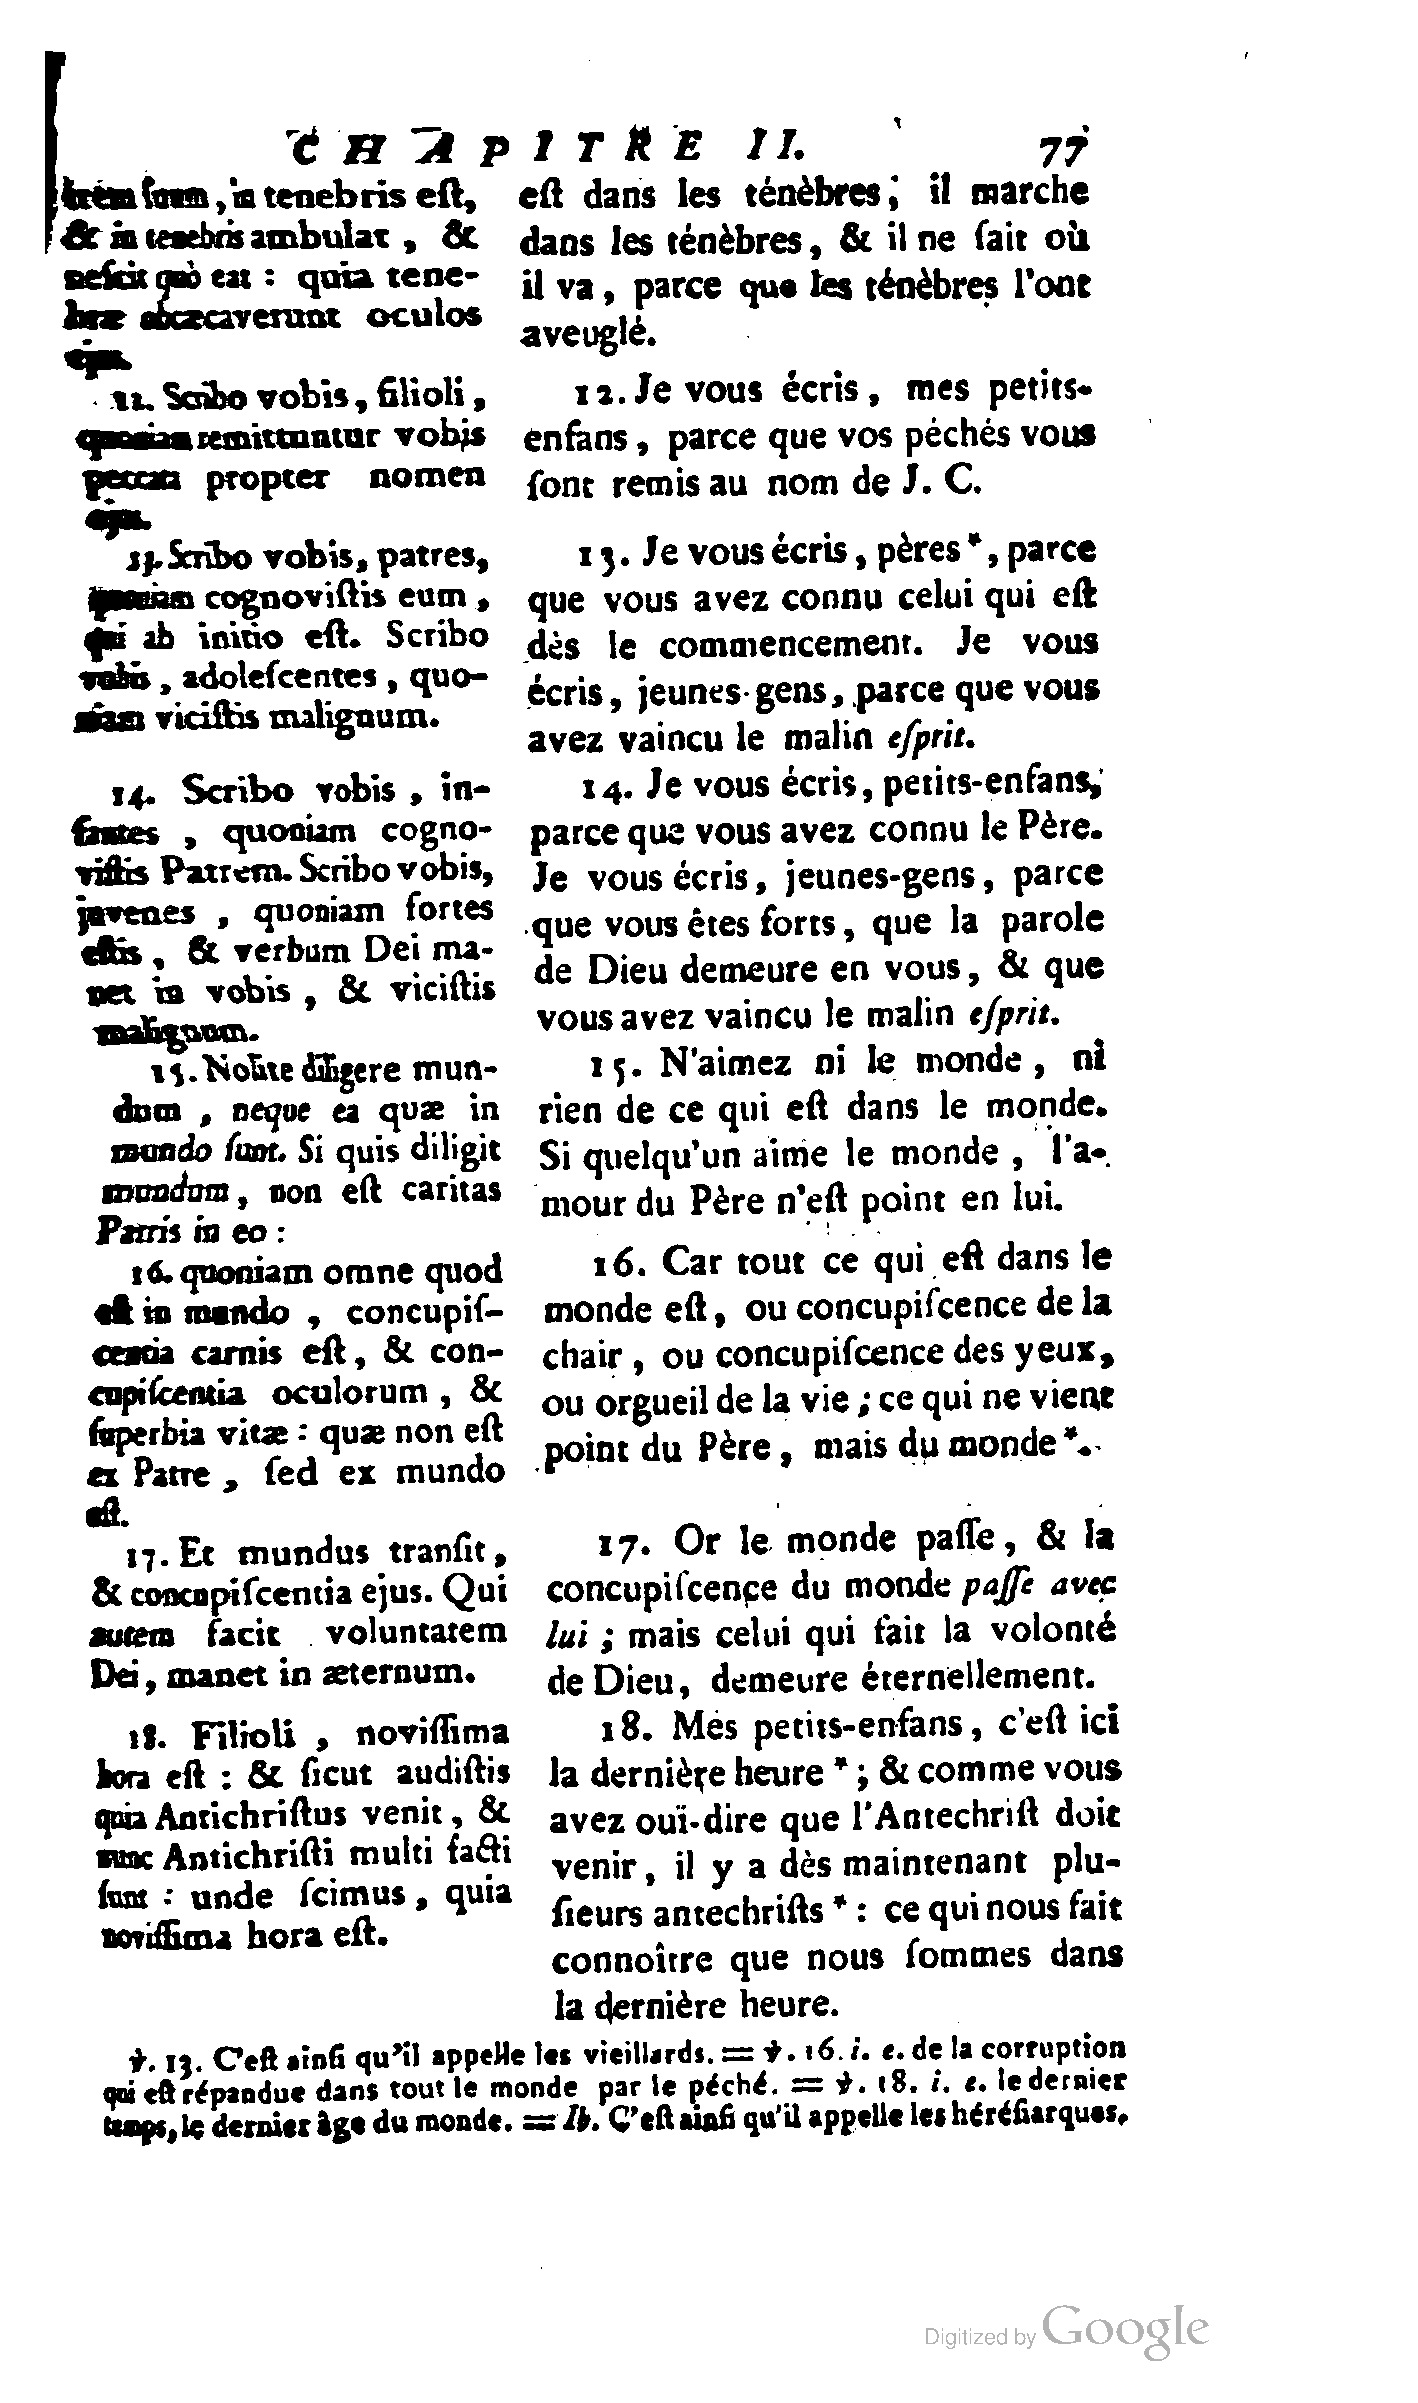 CHAPITRE II. 77
trem ſuum, in tenebris eſt,
& in tenebris ambulat, &
neſcit quò eat : quia tene-
bræ obcæcaverunt oculos
ejus.
12. Scribo vobis, filioli,
quoniam remittuntur vobis
peccata propter nomen
ejus.
13. Scribo vobis, patres,
quoniam cognoviſtis eum,
qui ab initio eſt. Scribo
vobis, adoleſcentes, quo-
niam viciſtis malignum.
14. Scribo vobis, in-
fantes, quoniam cogno-
viſtis Patrem. Scribo vobis,
juvenes, quoniam fortes
eſtis, & verbum Dei ma-
net in vobis, & viciſtis
malignum.
15. Nolite diligere mun-
dum, neque ea quæ in
mundo ſunt. Si quis diligit
mundum, non eſt caritas
Patris in eo :
16. quoniam omne quod
eſt in mundo, concupiſ-
centia carnis eſt, & con-
cupiſcentia oculorum, &
ſuperbia vitæ : quæ non eſt
ex Patre, ſed ex mundo
eſt.
17. Et mundus tranſit,
& concupiſcentia ejus. Qui
autem facit voluntatem
Dei, manet in æternum.
18. Filioli, noviſſima
hora eſt : & ſicut audiſtis
quia Antichriſtus venit, &
nunc Antichriſti multi facti
ſunt : unde ſcimus, quia
noviſſima hora eſt.
eſt dans les ténèbres ; il marche
dans les ténèbres, & il ne ſait où
il va, parce que les ténèbres l'ont
aveuglé.
12. Je vous écris, mes petits-
enfans, parce que vos péchés vous
ſont remis au nom de J. C.
13. Je vous écris, pères *, parce
que vous avez connu celui qui eſt
dès le commencement. Je vous
écris, jeunes-gens, parce que vous
avez vaincu le malin eſprit.
14. Je vous écris, petits-enfans,
parce que vous avez connu le Père.
Je vous écris, jeunes-gens, parce
que vous êtes forts, que la parole
de Dieu demeure en vous, & que
vous avez vaincu le malin eſprit.
15. N'aimez ni le monde, ni
rien de ce qui eſt dans le monde.
Si quelqu'un aime le monde, l'a-
mour du Père n'eſt point en lui.
16. Car tout ce qui eſt dans le
monde eſt, ou concupiſcence de la
chair, ou concupiſcence des yeux,
ou orgueil de la vie ; ce qui ne vient
point du Père, mais du monde *.
17. Or le monde paſſe, & la
concupiſcence du monde paſſe avec
lui ; mais celui qui fait la volonté
de Dieu, demeure éternellement.
18. Mes petits-enfans, c'eſt ici
la dernière heure * ; & comme vous
avez ouï-dire que l'Antechriſt doit
venir, il y a dès maintenant plu-
ſieurs antechriſts * : ce qui nous fait
connoître que nous ſommes dans
la dernière heure.
℣. 13. C'eſt ainſi qu'il appelle les vieillards. = ℣. 16. i. e. de la corruption
qui eſt répandue dans tout le monde par le péché. = ℣. 18. i. e. le dernier
temps, le dernier âge du monde. = Ib. C'eſt ainſi qu'il appelle les héréſiarques.
Digitized by Google